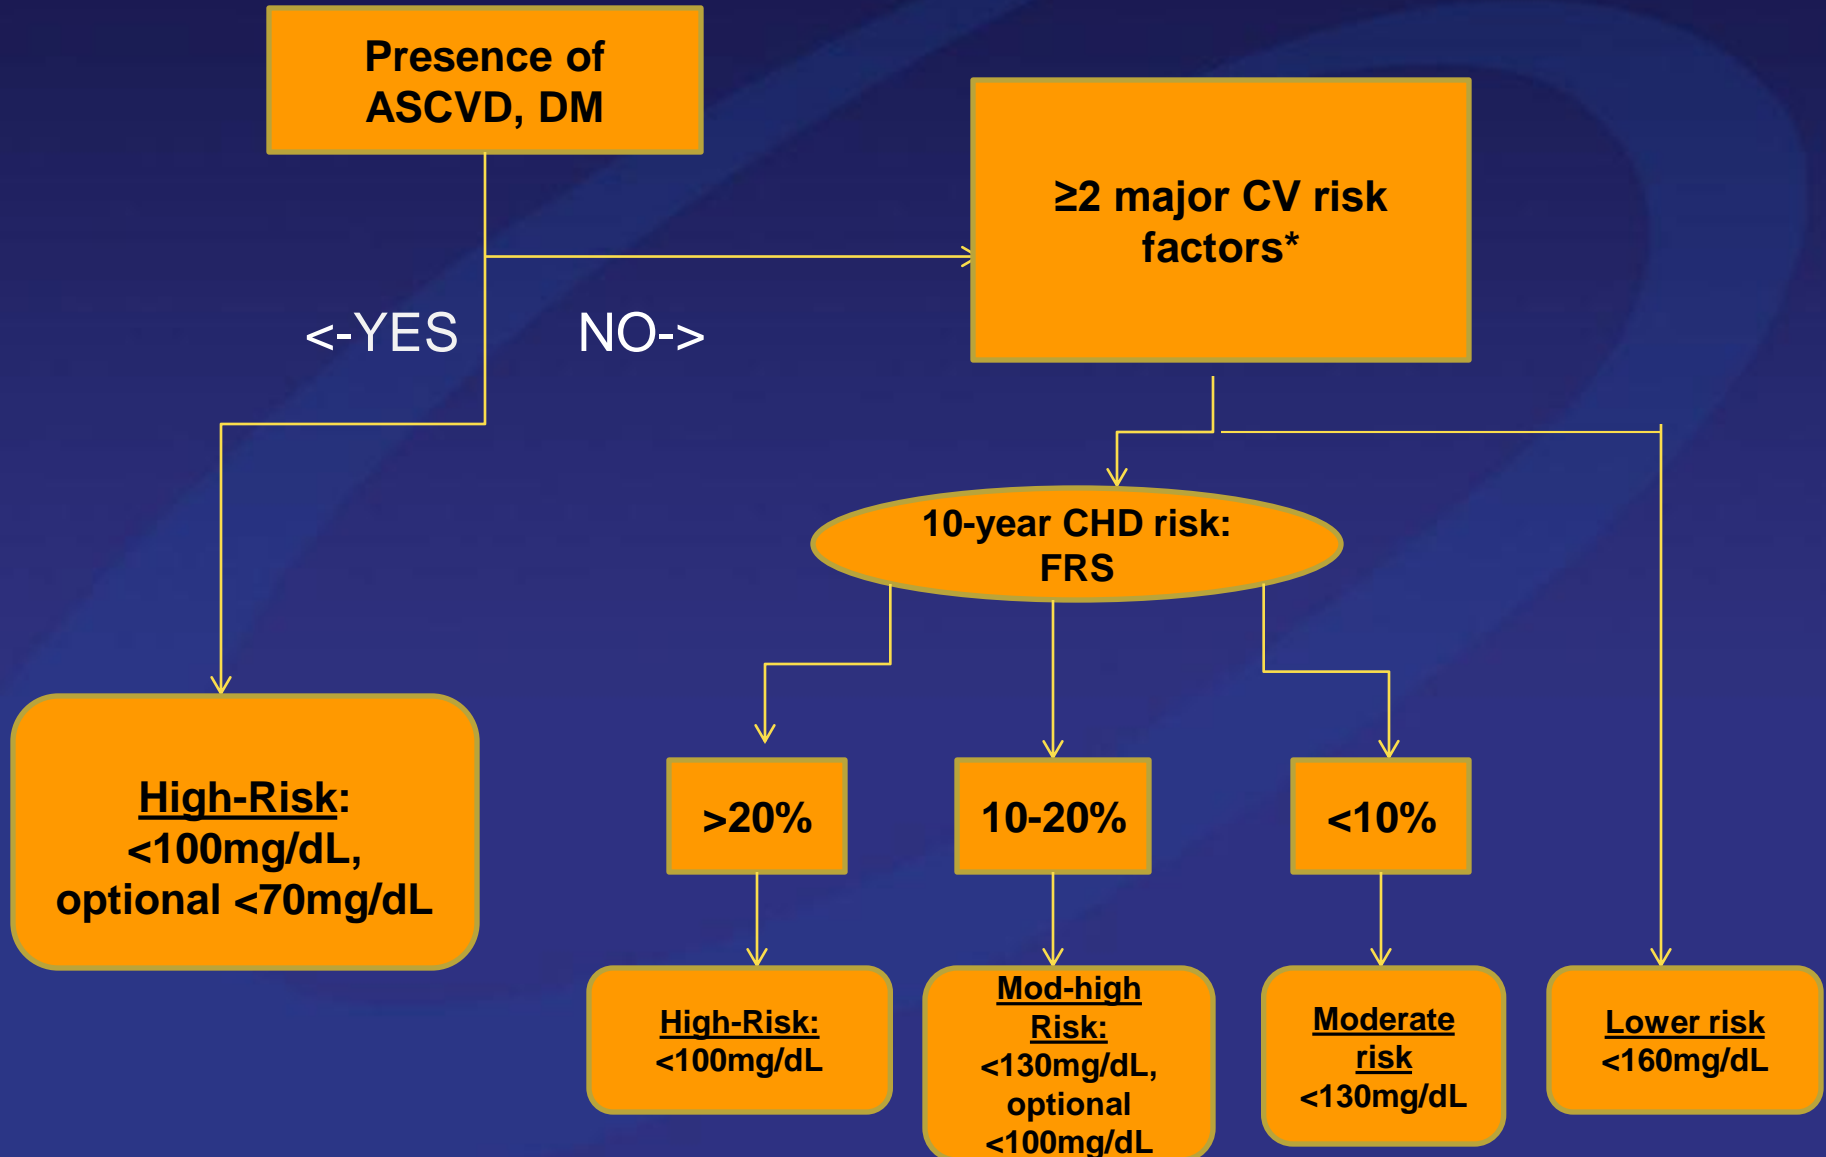 Presence of
ASCVD, DM
≥2 major CV risk
factors*
<-YES
NO->
10-year CHD risk:
FRS
High-Risk:
<100mg/dL,
optional <70mg/dL
>20%
10-20%
<10%
High-Risk:
<100mg/dL
Mod-high
Risk:
<130mg/dL,
optional
<100mg/dL
Moderate
risk
<130mg/dL
Lower risk
<160mg/dL